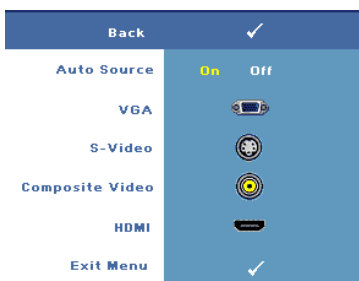 Back
Auto Source On Off
VGA
S-Video
Composite Video
HDMI
Exit Menu